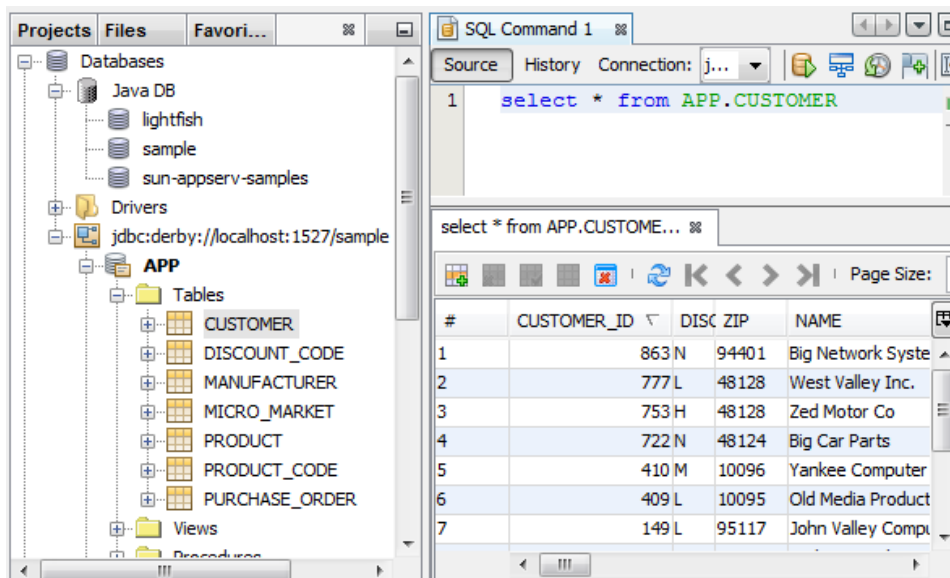 Projects Files Favori...
Databases
Java DB
lightfish
sample
sun-appserv-samples
Drivers
jdbc:derby://localhost:1527/sample
APP
Tables
CUSTOMER
DISCOUNT_CODE
MANUFACTURER
MICRO_MARKET
PRODUCT
PRODUCT_CODE
PURCHASE_ORDER
Views
Procedures
SQL Command 1
Source History Connection: j...
1 select * from APP.CUSTOMER
select * from APP.CUSTOME...
Page Size:
# CUSTOMER_ID DISC ZIP NAME
1 863 N 94401 Big Network Syste
2 777 L 48128 West Valley Inc.
3 753 H 48128 Zed Motor Co
4 722 N 48124 Big Car Parts
5 410 M 10096 Yankee Computer
6 409 L 10095 Old Media Product
7 149 L 95117 John Valley Compu